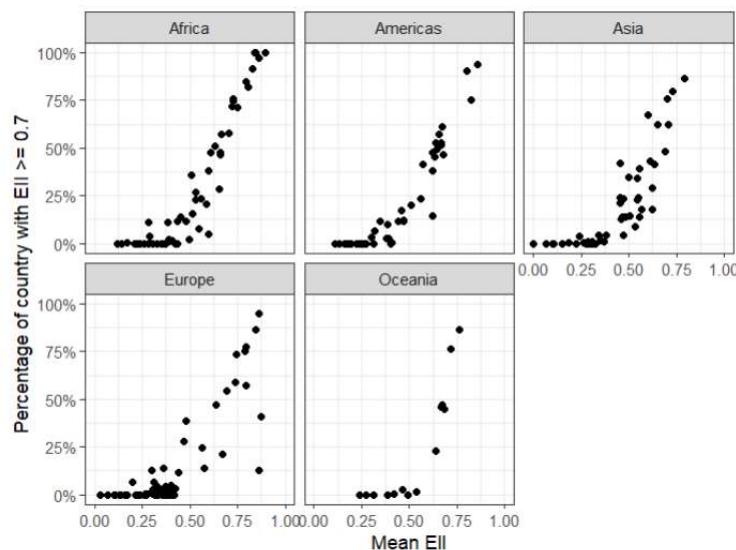 Africa Americas Asia
100%
75%
50%
25%
0%
0.00 0.25 0.50 0.75 1.00
Europe Oceania
100%
75%
50%
25%
0%
0.00 0.25 0.50 0.75 1.00 0.00 0.25 0.50 0.75 1.00
Mean EII
Percentage of country with EII >= 0.7